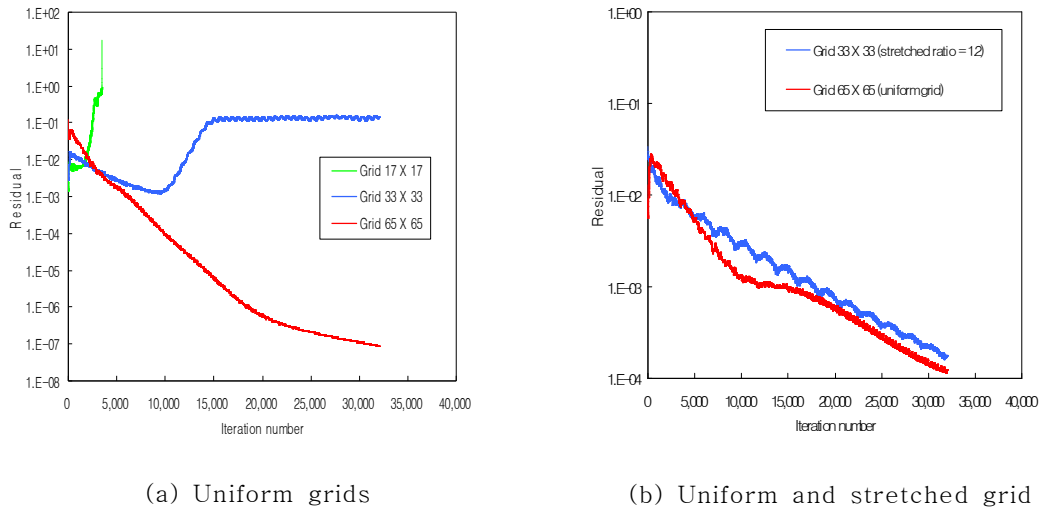 1.E+02
1.E+01
1.E+00
1.E-01
1.E-02
1.E-03
1.E-04
1.E-05
1.E-06
1.E-07
1.E-08
Residual
0 5,000 10,000 15,000 20,000 25,000 30,000 35,000 40,000
Iteration number
Grid 17 X 17
Grid 33 X 33
Grid 65 X 65
(a) Uniform grids
1.E+00
1.E-01
1.E-02
1.E-03
1.E-04
Residual
0 5,000 10,000 15,000 20,000 25,000 30,000 35,000 40,000
Iteration number
Grid 33 X 33 (stretched ratio = 1.2)
Grid 65 X 65 (uniform grid)
(b) Uniform and stretched grid